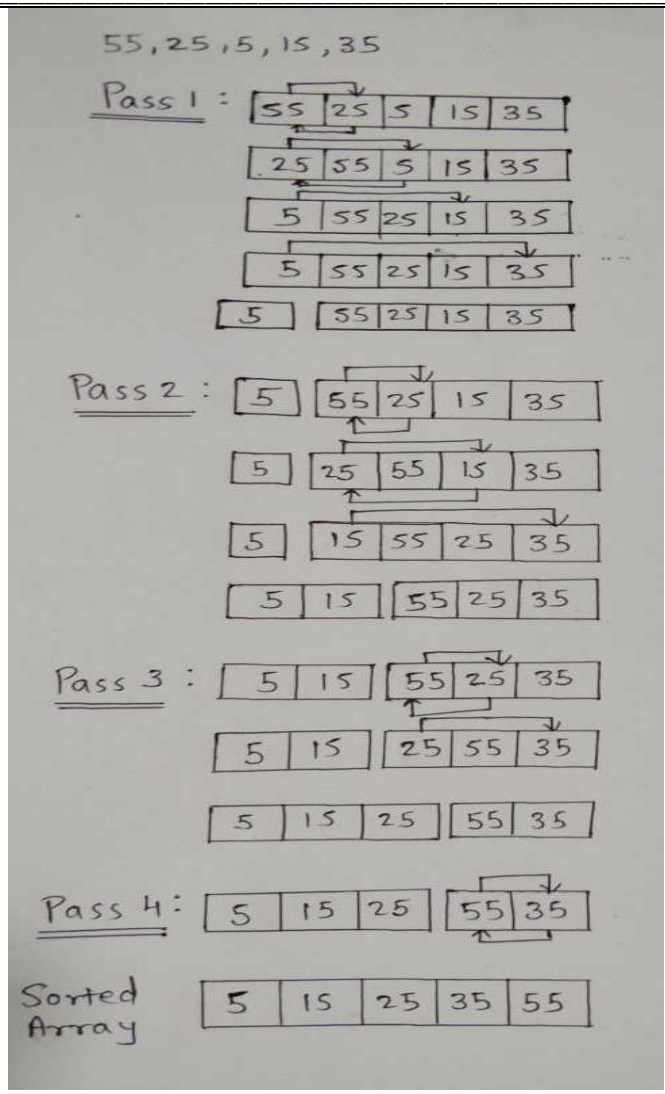 55, 25, 5, 15, 35
Pass 1 : 55 25 5 15 35
25 55 5 15 35
5 55 25 15 35
5 55 25 15 35
5 55 25 15 35
Pass 2 : 5 55 25 15 35
5 25 55 15 35
5 15 55 25 35
5 15 55 25 35
Pass 3 : 5 15 55 25 35
5 15 25 55 35
5 15 25 55 35
Pass 4 : 5 15 25 55 35
Sorted Array 5 15 25 35 55